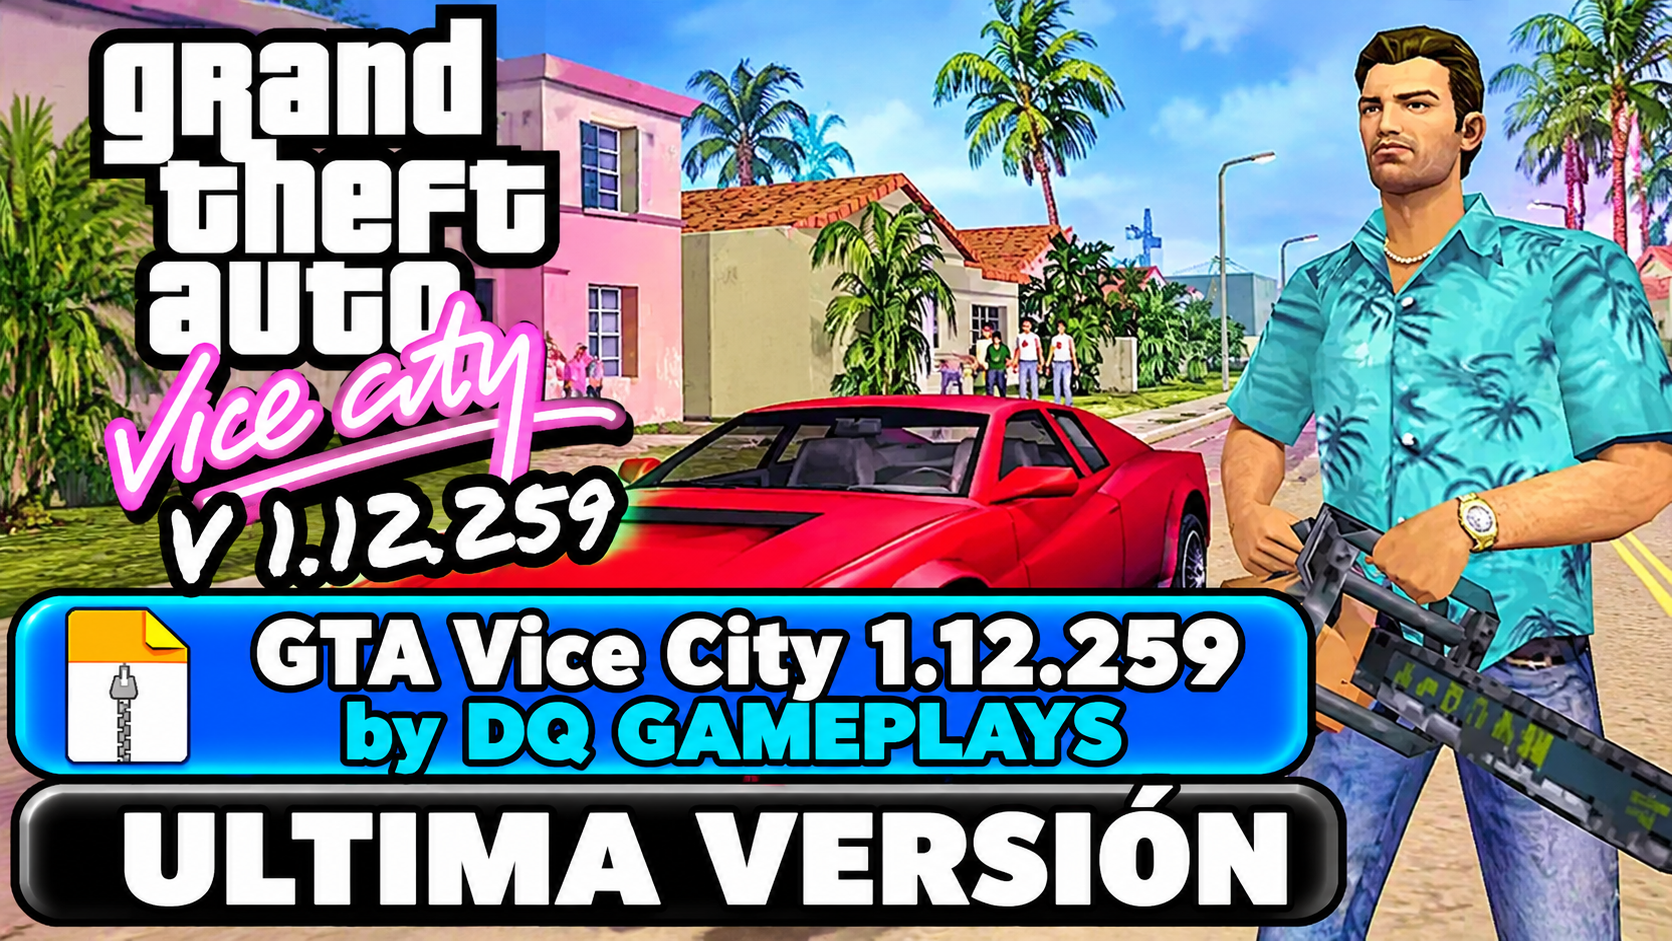 grand
theft
auto
Vice city
V 1.12.259
GTA Vice City 1.12.259
by DQ GAMEPLAYS
ULTIMA VERSIÓN